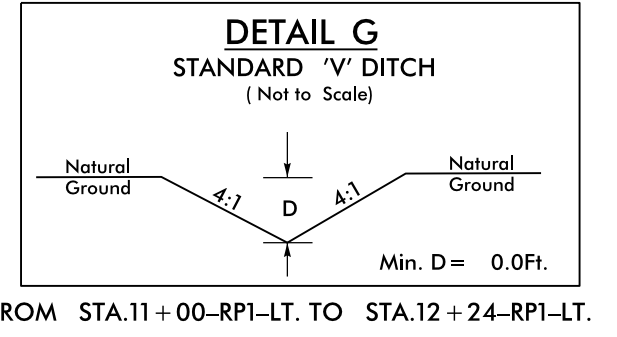 DETAIL G
STANDARD 'V' DITCH
( Not to Scale)
Natural
Ground
4:1
D
4:1
Natural
Ground
Min. D = 0.0Ft.
ROM STA.11+00-RP1-LT. TO STA.12+24-RP1-LT.